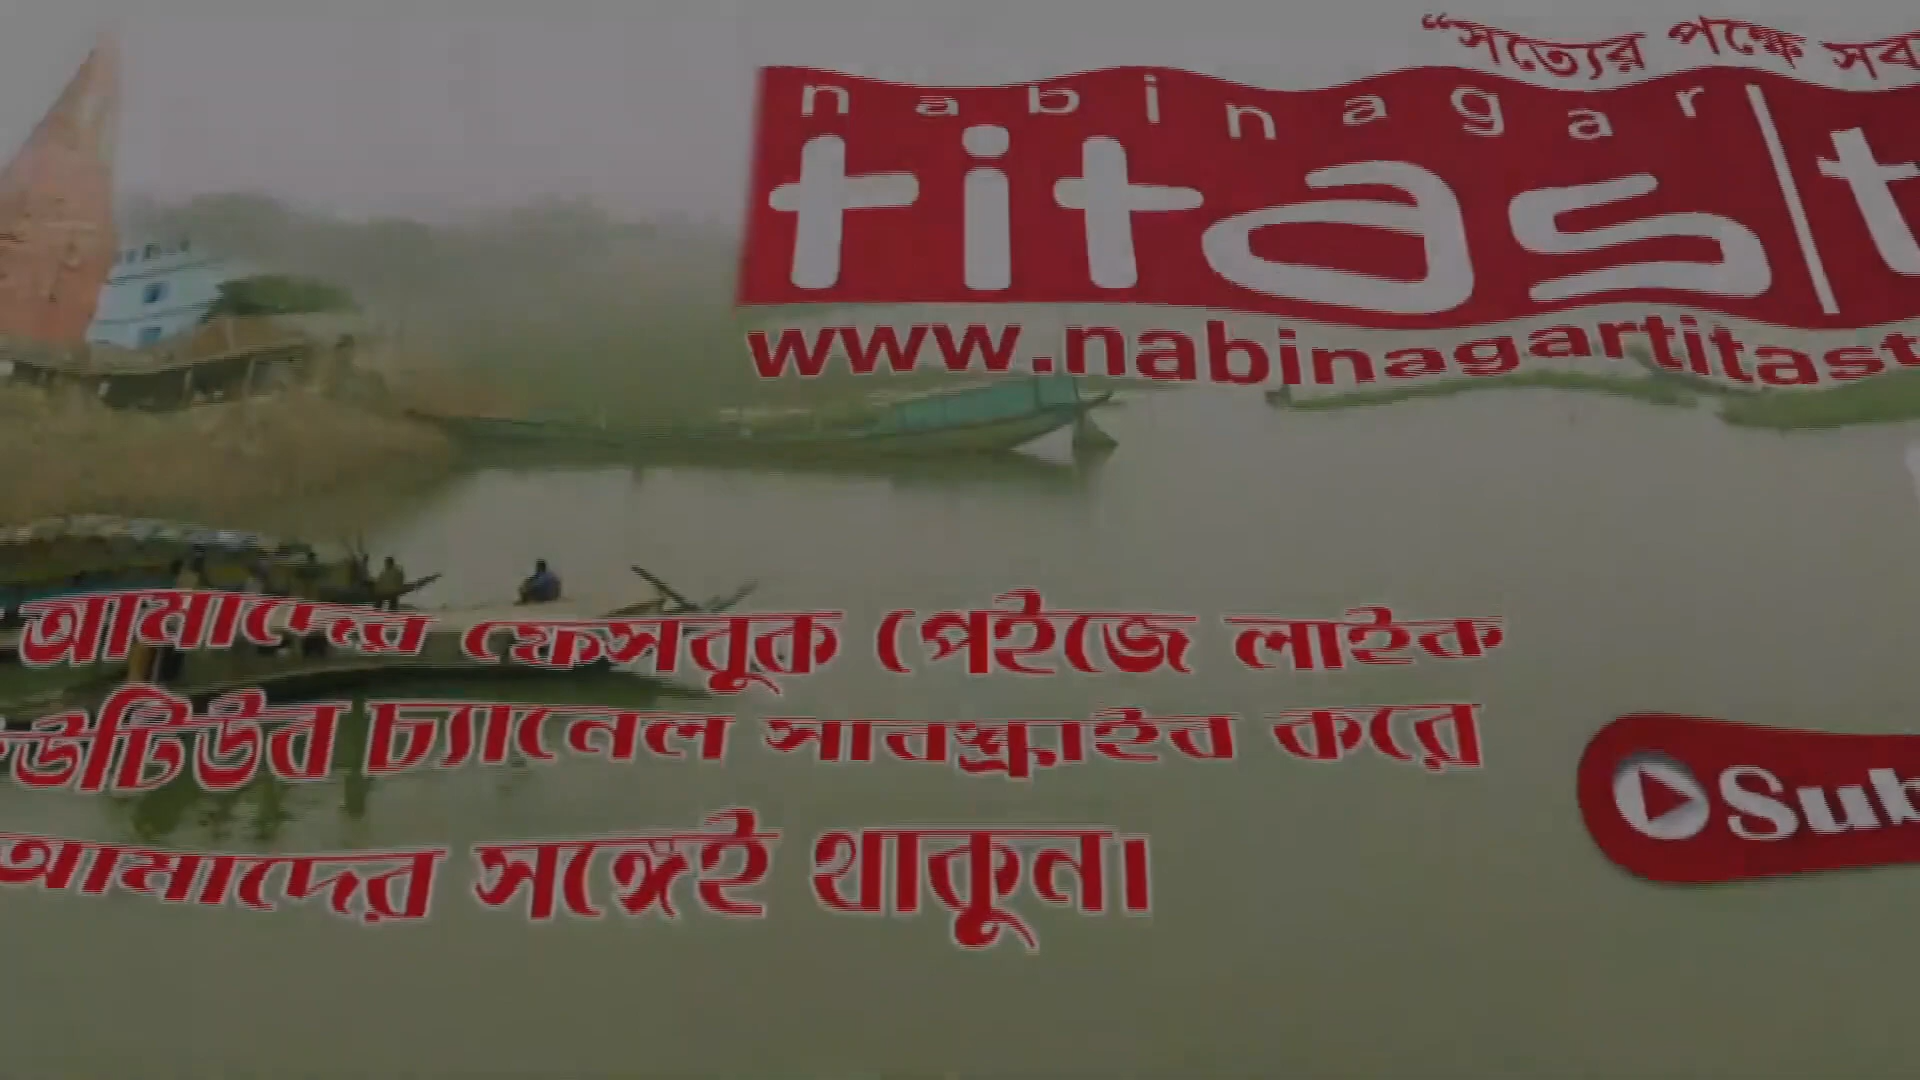 “সত্যের পক্ষে সব
nabinagar
titas
www.nabinagartitast
আমাদের ফেসবুক পেইজে লাইক
ইউটিউব চ্যানেল সাবস্ক্রাইব করে
আমাদের সঙ্গেই থাকুন।
Sub